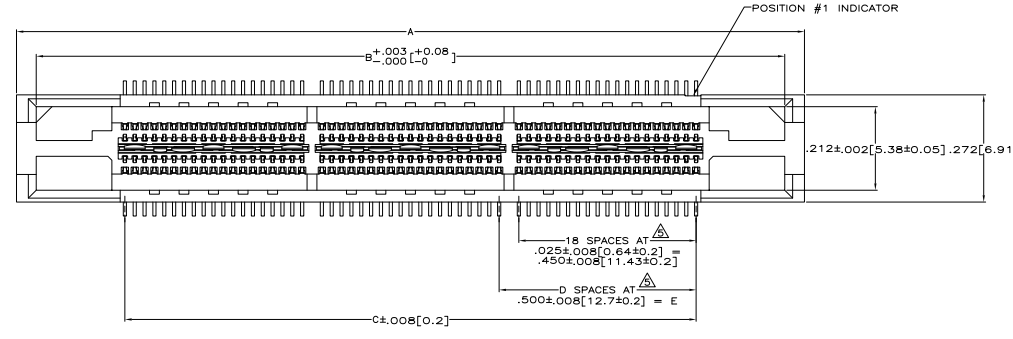 POSITION #1 INDICATOR
A
B +.003 [+0.08
-.000 [-0 ]
.212±.002[5.38±0.05]
.272[6.91
18 SPACES AT 5
.025±.008[0.64±0.2] =
.450±.008[11.43±0.2]
D SPACES AT 5
.500±.008[12.7±0.2] = E
C±.008[0.2]